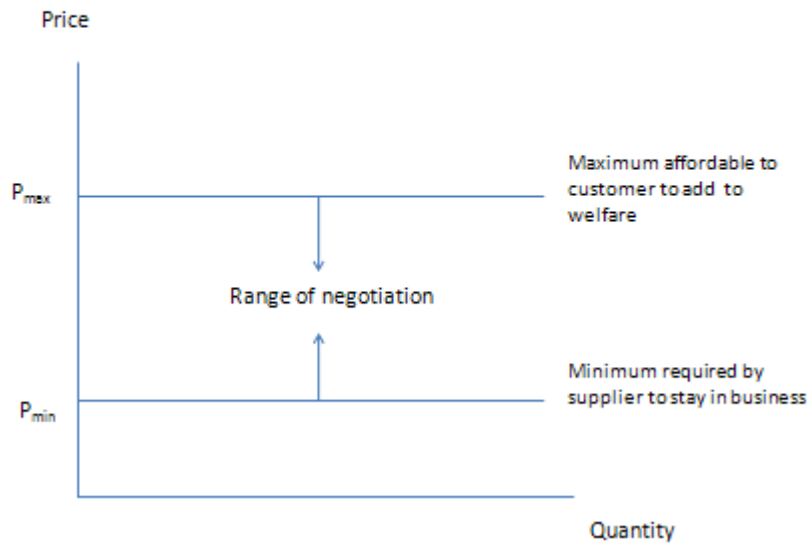 Price
Pmax
Maximum affordable to
customer to add to
welfare
Range of negotiation
Minimum required by
supplier to stay in business
Pmin
Quantity